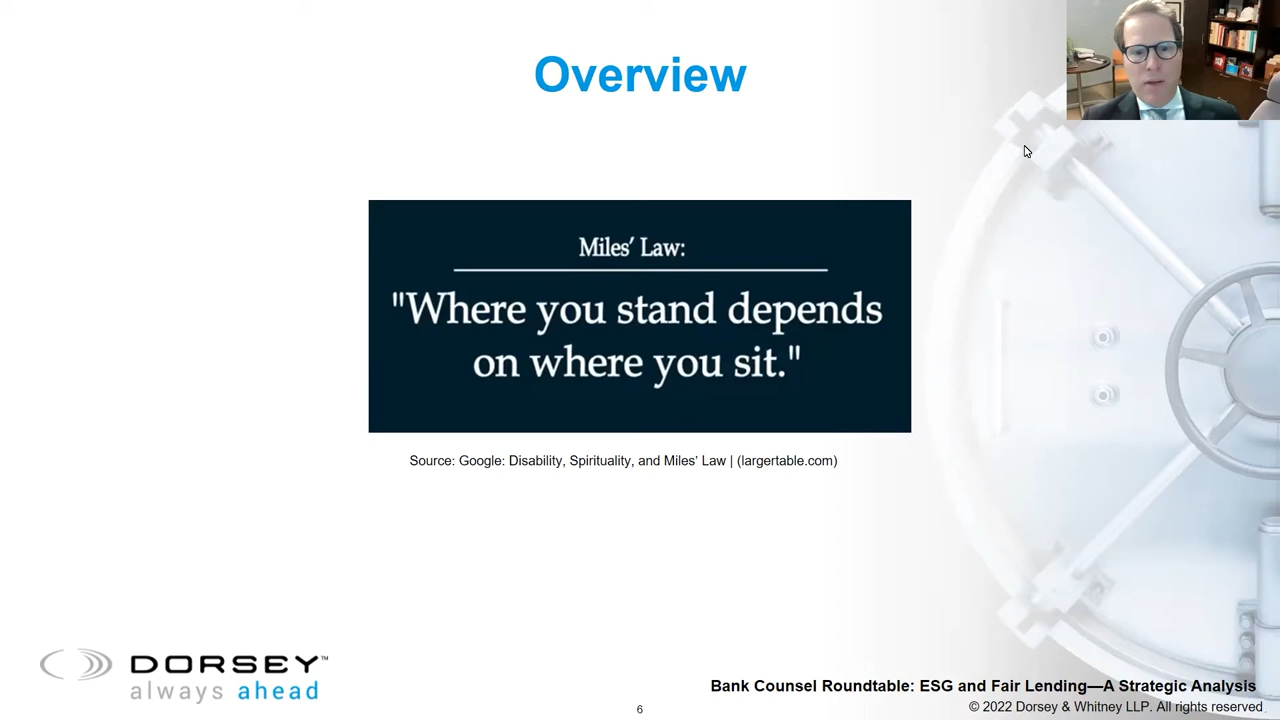 Overview
Miles' Law:
"Where you stand depends
on where you sit."
Source: Google: Disability, Spirituality, and Miles’ Law | (largertable.com)
DORSEY™
always ahead
Bank Counsel Roundtable: ESG and Fair Lending—A Strategic Analysis
© 2022 Dorsey & Whitney LLP. All rights reserved
6